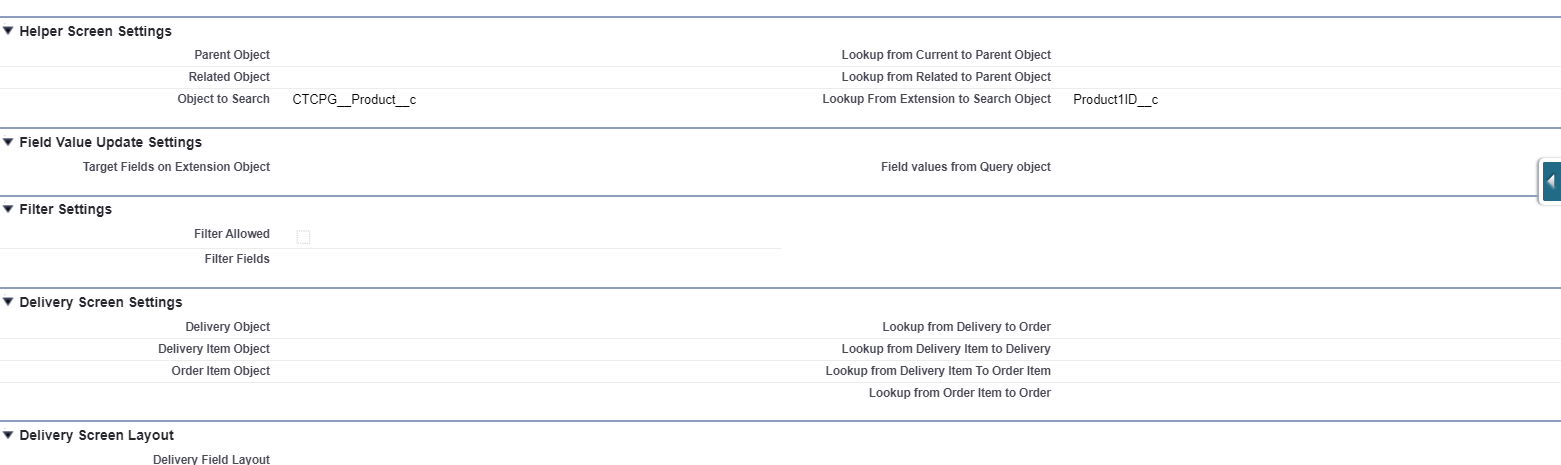 Helper Screen Settings
Parent Object Lookup from Current to Parent Object
Related Object Lookup from Related to Parent Object
Object to Search CTCPG__Product__c Lookup From Extension to Search Object Product1ID__c
Field Value Update Settings
Target Fields on Extension Object Field values from Query object
Filter Settings
Filter Allowed
Filter Fields
Delivery Screen Settings
Delivery Object Lookup from Delivery to Order
Delivery Item Object Lookup from Delivery Item to Delivery
Order Item Object Lookup from Delivery Item To Order Item
Lookup from Order Item to Order
Delivery Screen Layout
Delivery Field Layout